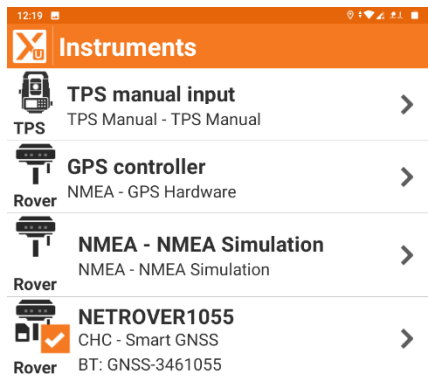 12:19
Xu Instruments
TPS manual input
TPS Manual - TPS Manual
TPS
GPS controller
NMEA - GPS Hardware
Rover
NMEA - NMEA Simulation
NMEA - NMEA Simulation
Rover
NETROVER1055
CHC - Smart GNSS
BT: GNSS-3461055
Rover